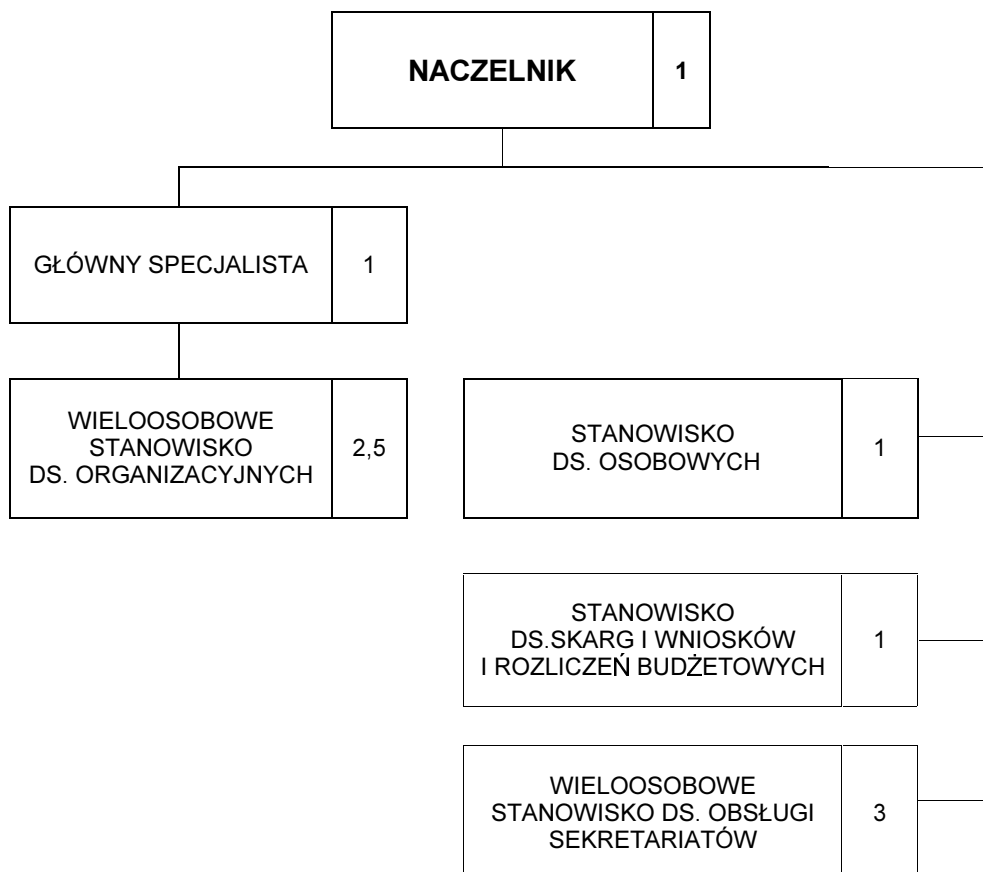 NACZELNIK
1
GŁÓWNY SPECJALISTA
1
WIELOOSOBOWE
STANOWISKO
DS. ORGANIZACYJNYCH
2,5
STANOWISKO
DS. OSOBOWYCH
1
STANOWISKO
DS.SKARG I WNIOSKÓW
I ROZLICZEŃ BUDŻETOWYCH
1
WIELOOSOBOWE
STANOWISKO DS. OBSŁUGI
SEKRETARIATÓW
3